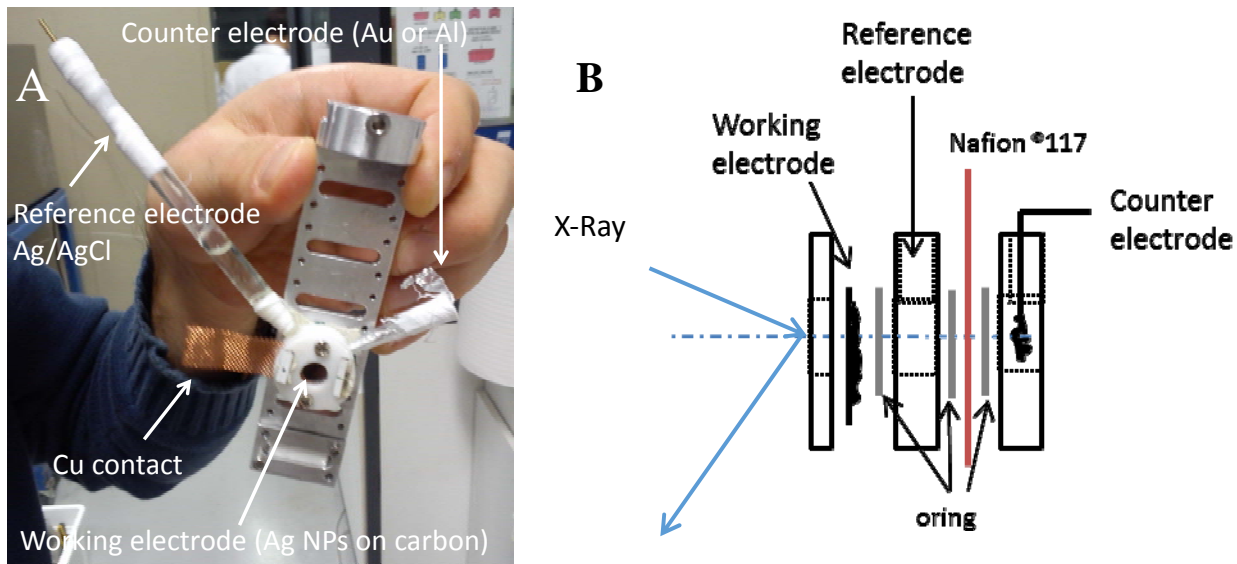 A
Counter electrode (Au or Al)
Reference electrode
Ag/AgCl
Cu contact
Working electrode (Ag NPs on carbon)
B
Reference
electrode
Working
electrode
Nafion ®117
X-Ray
Counter
electrode
oring